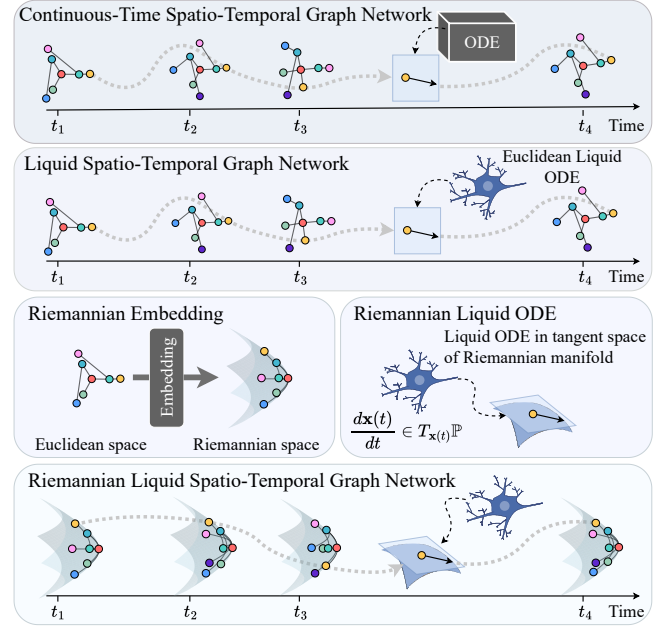 Continuous-Time Spatio-Temporal Graph Network
ODE
t1 t2 t3 t4 Time
Liquid Spatio-Temporal Graph Network
Euclidean Liquid
ODE
t1 t2 t3 t4 Time
Riemannian Embedding
Embedding
Euclidean space
Riemannian space
Riemannian Liquid ODE
Liquid ODE in tangent space
of Riemannian manifold
dx(t)/dt ∈ Tx(t)ℙ
Riemannian Liquid Spatio-Temporal Graph Network
t1 t2 t3 t4 Time